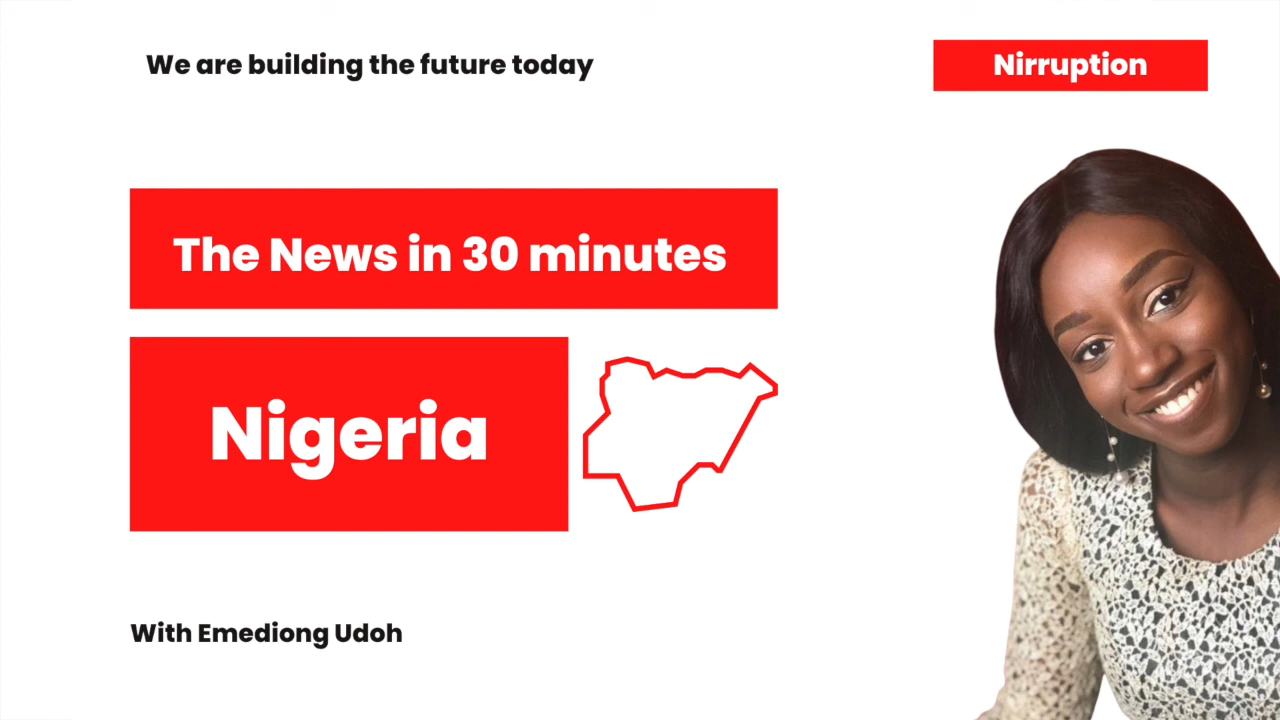 We are building the future today
Nirruption
The News in 30 minutes
Nigeria
With Emediong Udoh